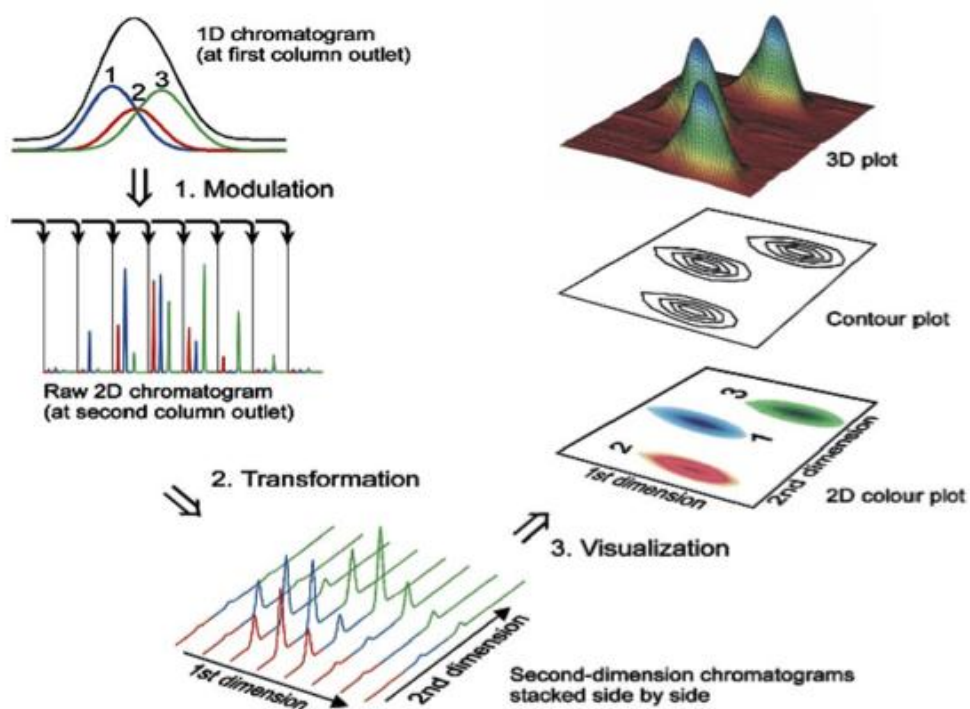 1D chromatogram
(at first column outlet)
1
2
3
1. Modulation
Raw 2D chromatogram
(at second column outlet)
2. Transformation
1st dimension
2nd dimension
Second-dimension chromatograms
stacked side by side
3. Visualization
3D plot
Contour plot
3
1
2
1st dimension
2nd dimension
2D colour plot